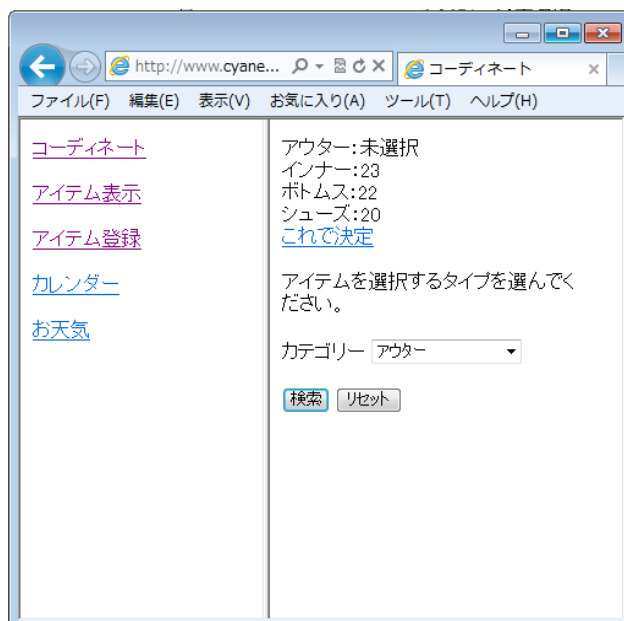 http://www.cyane...
コーディネート
ファイル(F) 編集(E) 表示(V) お気に入り(A) ツール(T) ヘルプ(H)
コーディネート
アイテム表示
アイテム登録
カレンダー
お天気
アウター:未選択
インナー:23
ボトムス:22
シューズ:20
これで決定
アイテムを選択するタイプを選んでく
ださい。
カテゴリー アウター
検索 リセット